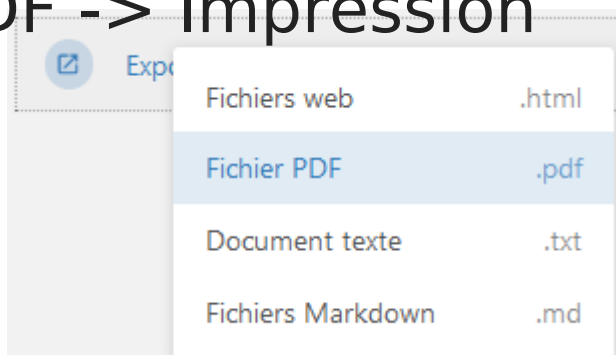 DF -> Impression
Expo
Fichiers web .html
Fichier PDF .pdf
Document texte .txt
Fichiers Markdown .md